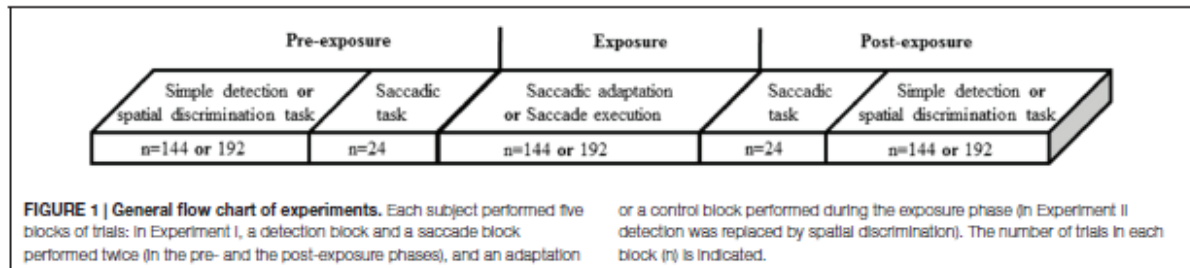 Pre-exposure Exposure Post-exposure
Simple detection or Saccadic Saccadic adaptation Saccadic Simple detection or
spatial discrimination task task or Saccade execution task spatial discrimination task
n=144 or 192 n=24 n=144 or 192 n=24 n=144 or 192
FIGURE 1 | General flow chart of experiments. Each subject performed five
blocks of trials: in Experiment I, a detection block and a saccade block
performed twice (in the pre- and the post-exposure phases), and an adaptation
or a control block performed during the exposure phase (in Experiment II
detection was replaced by spatial discrimination). The number of trials in each
block (n) is indicated.